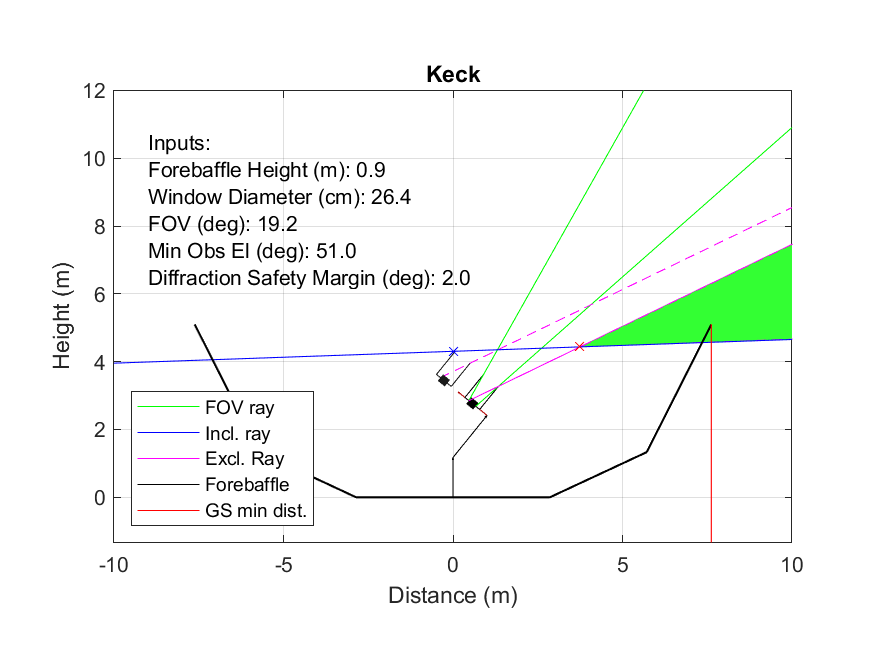 Keck
12
10
8
6
4
2
0
Height (m)
Inputs:
Forebaffle Height (m): 0.9
Window Diameter (cm): 26.4
FOV (deg): 19.2
Min Obs El (deg): 51.0
Diffraction Safety Margin (deg): 2.0
FOV ray
Incl. ray
Excl. Ray
Forebaffle
GS min dist.
-10
-5
0
5
10
Distance (m)